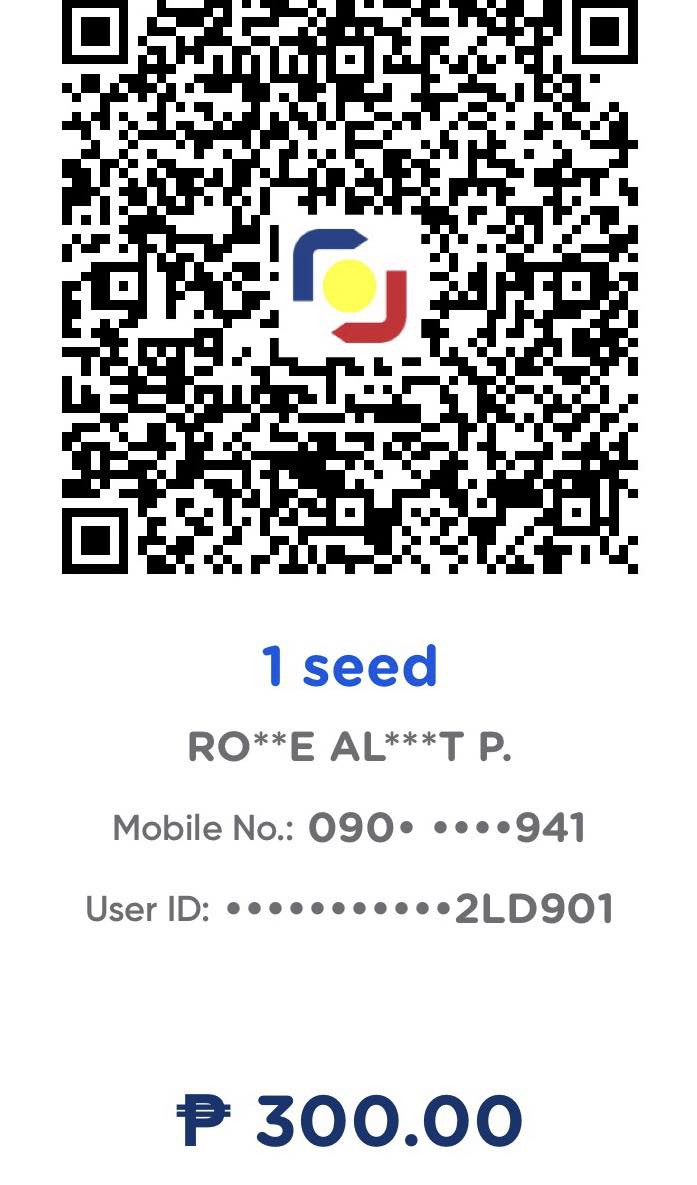 1 seed
RO**E AL***T P.
Mobile No.: 090• ••••941
User ID: •••••••••••2LD901
₱ 300.00